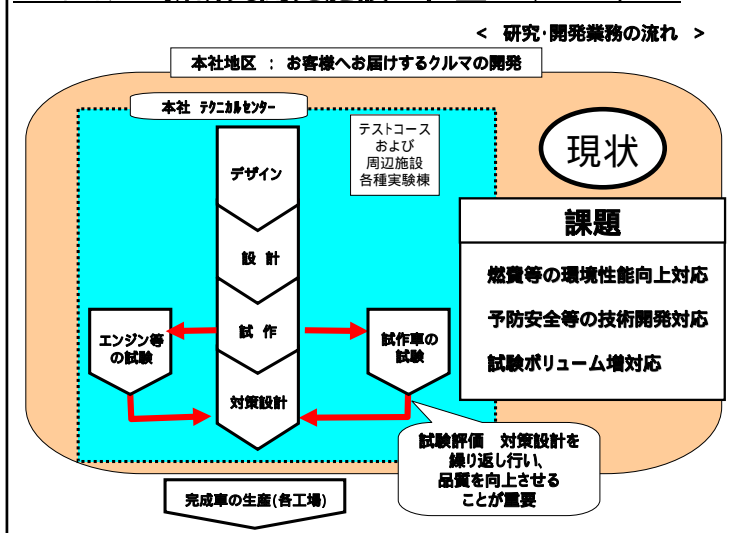 < 研究・開発業務の流れ >
本社地区 : お客様へお届けするクルマの開発
本社 テクニカルセンター
テストコース
および
周辺施設
各種実験棟
現状
デザイン
設 計
試 作
対策設計
エンジン等
の試験
試作車の
試験
課題
燃費等の環境性能向上対応
予防安全等の技術開発対応
試験ボリューム増対応
試験評価 対策設計を
繰り返し行い、
品質を向上させる
ことが重要
完成車の生産(各工場)